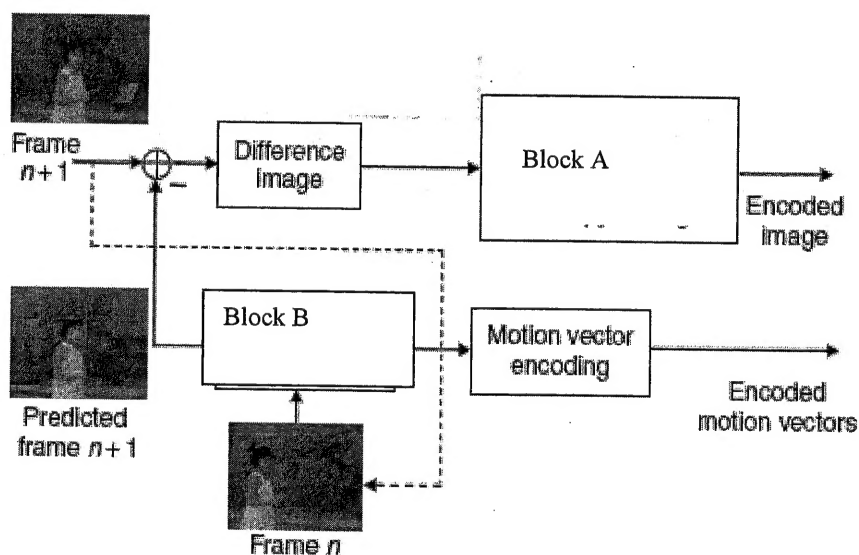 Frame
n+1
−
Difference
image
Block A
Encoded
image
Predicted
frame n+1
Block B
Motion vector
encoding
Encoded
motion vectors
Frame n